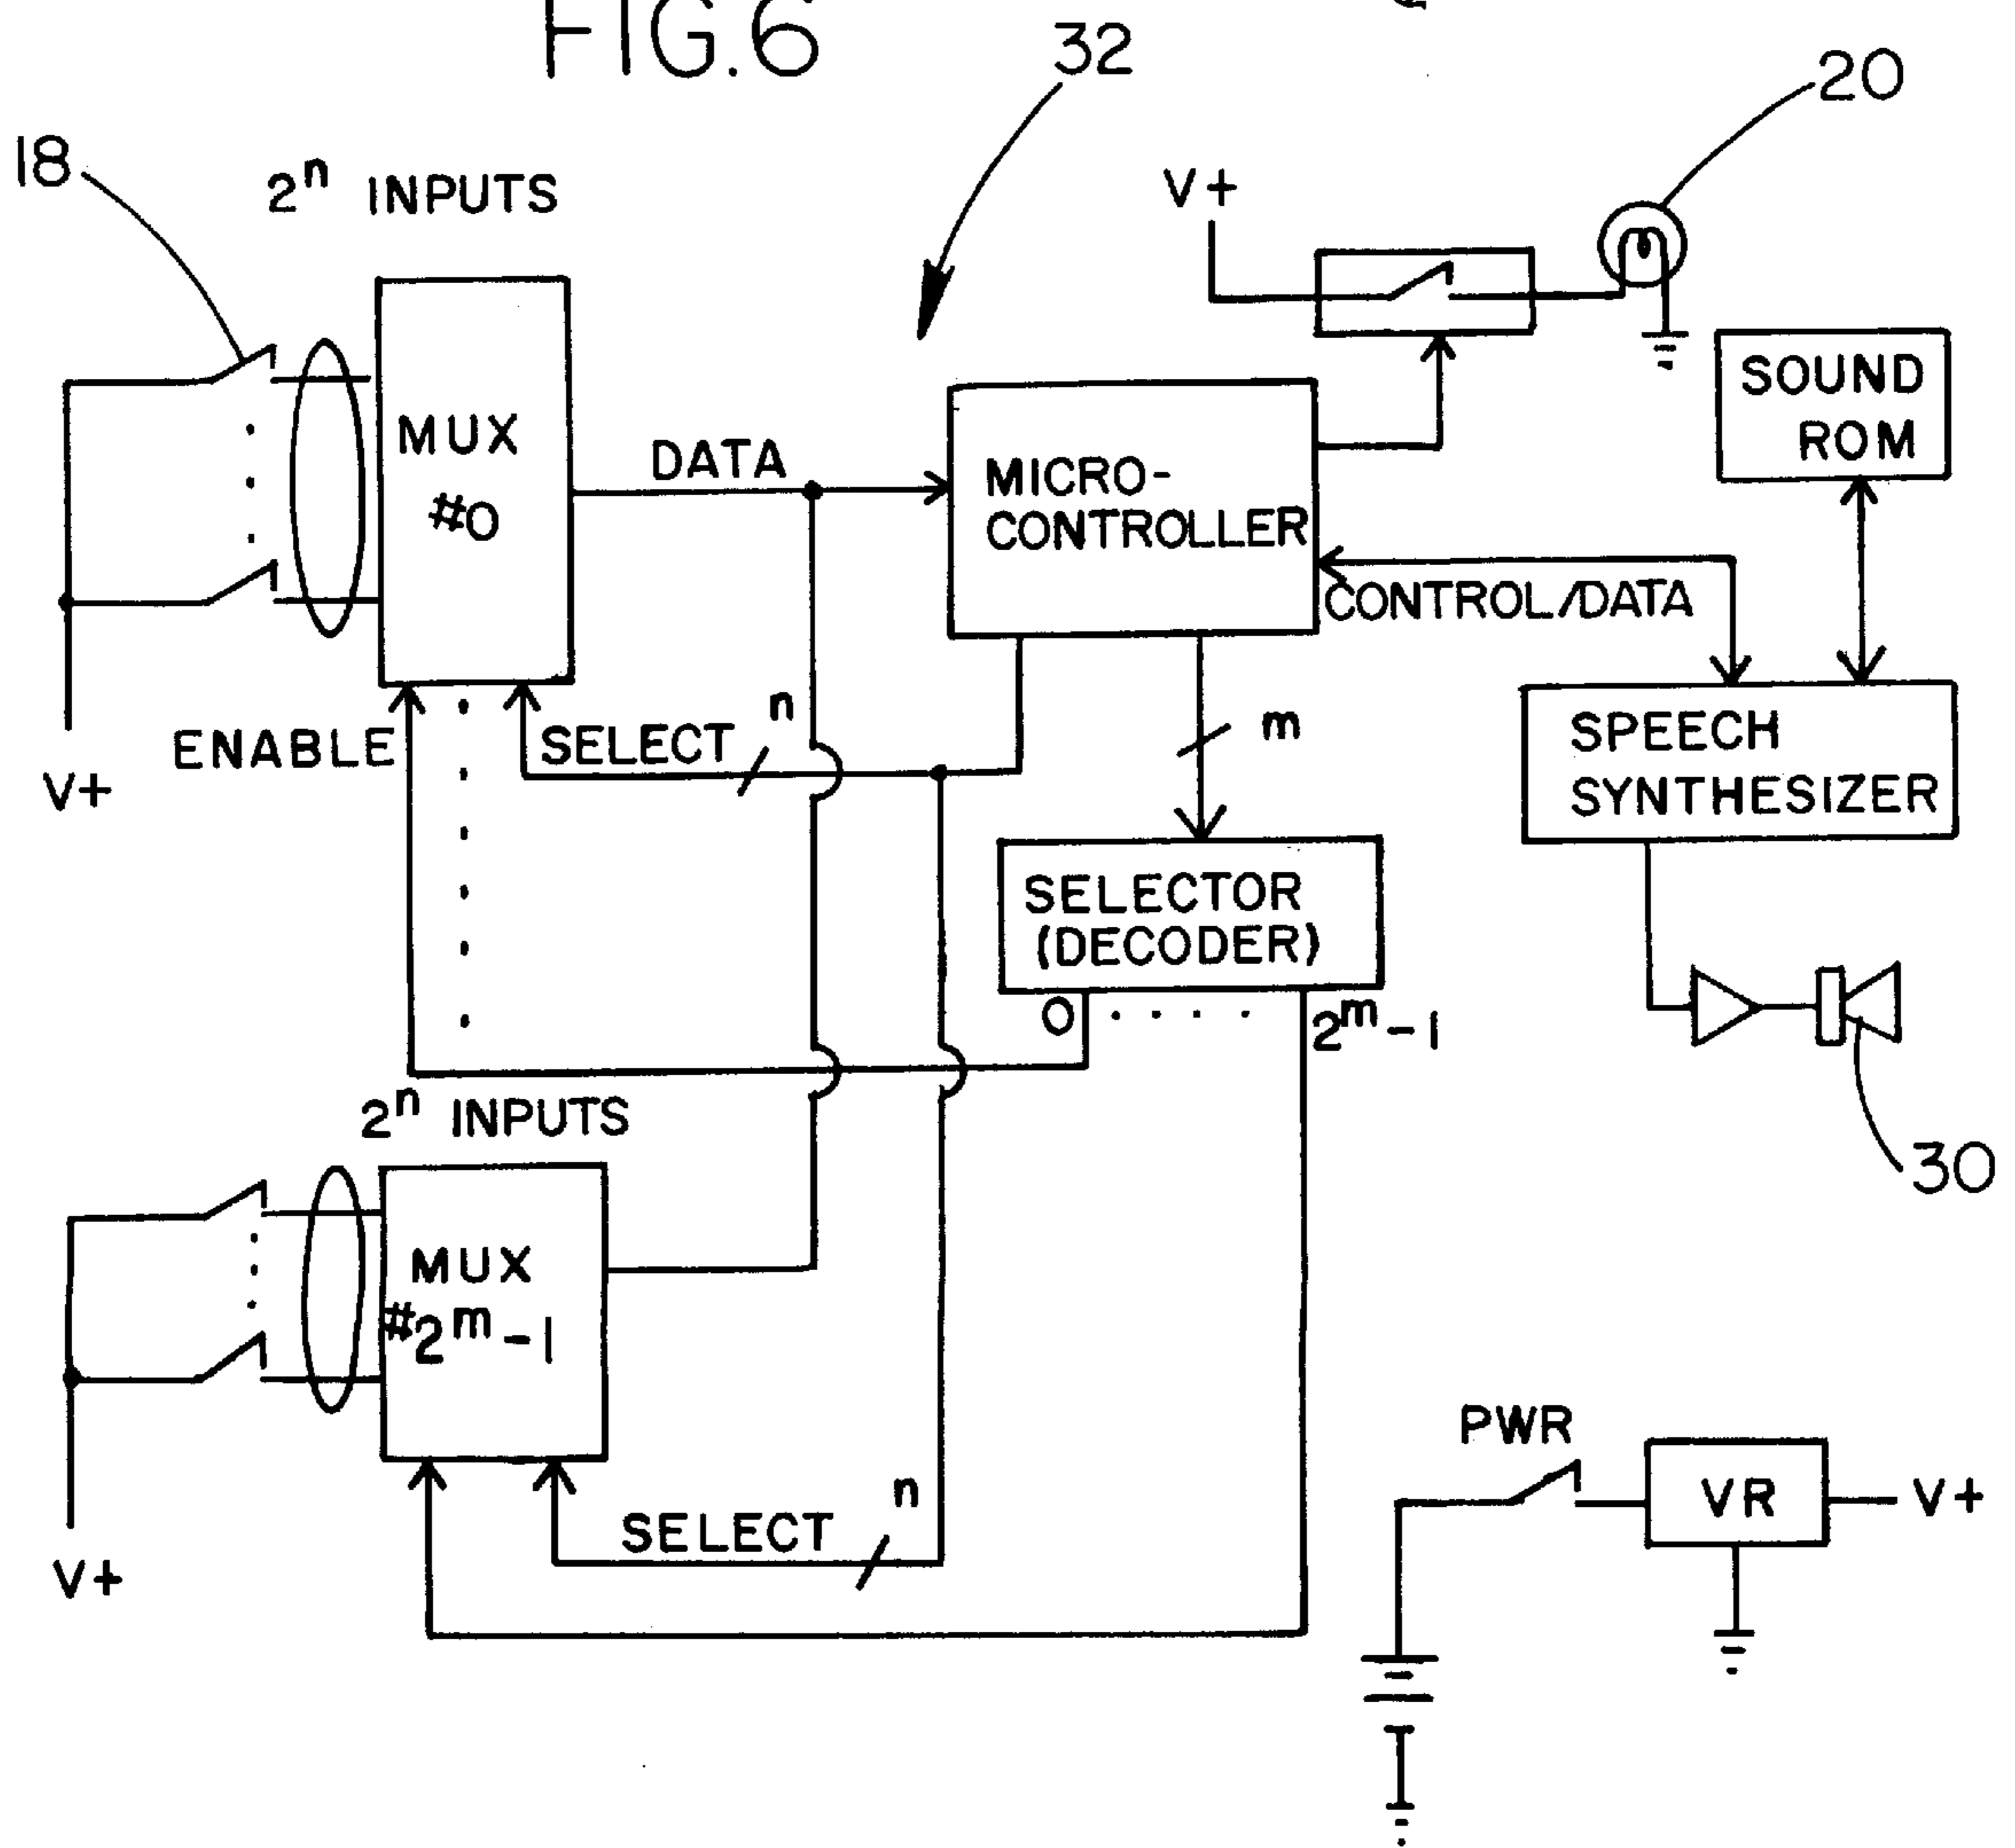 FIG.6
32
20
18
2ⁿ INPUTS
V+
MUX
#0
DATA
MICRO-
CONTROLLER
SOUND
ROM
CONTROL/DATA
ENABLE
SELECT
n
m
V+
SPEECH
SYNTHESIZER
SELECTOR
(DECODER)
0
2ᵐ-1
2ⁿ INPUTS
30
MUX
#2ᵐ-1
SELECT
n
V+
PWR
VR
V+